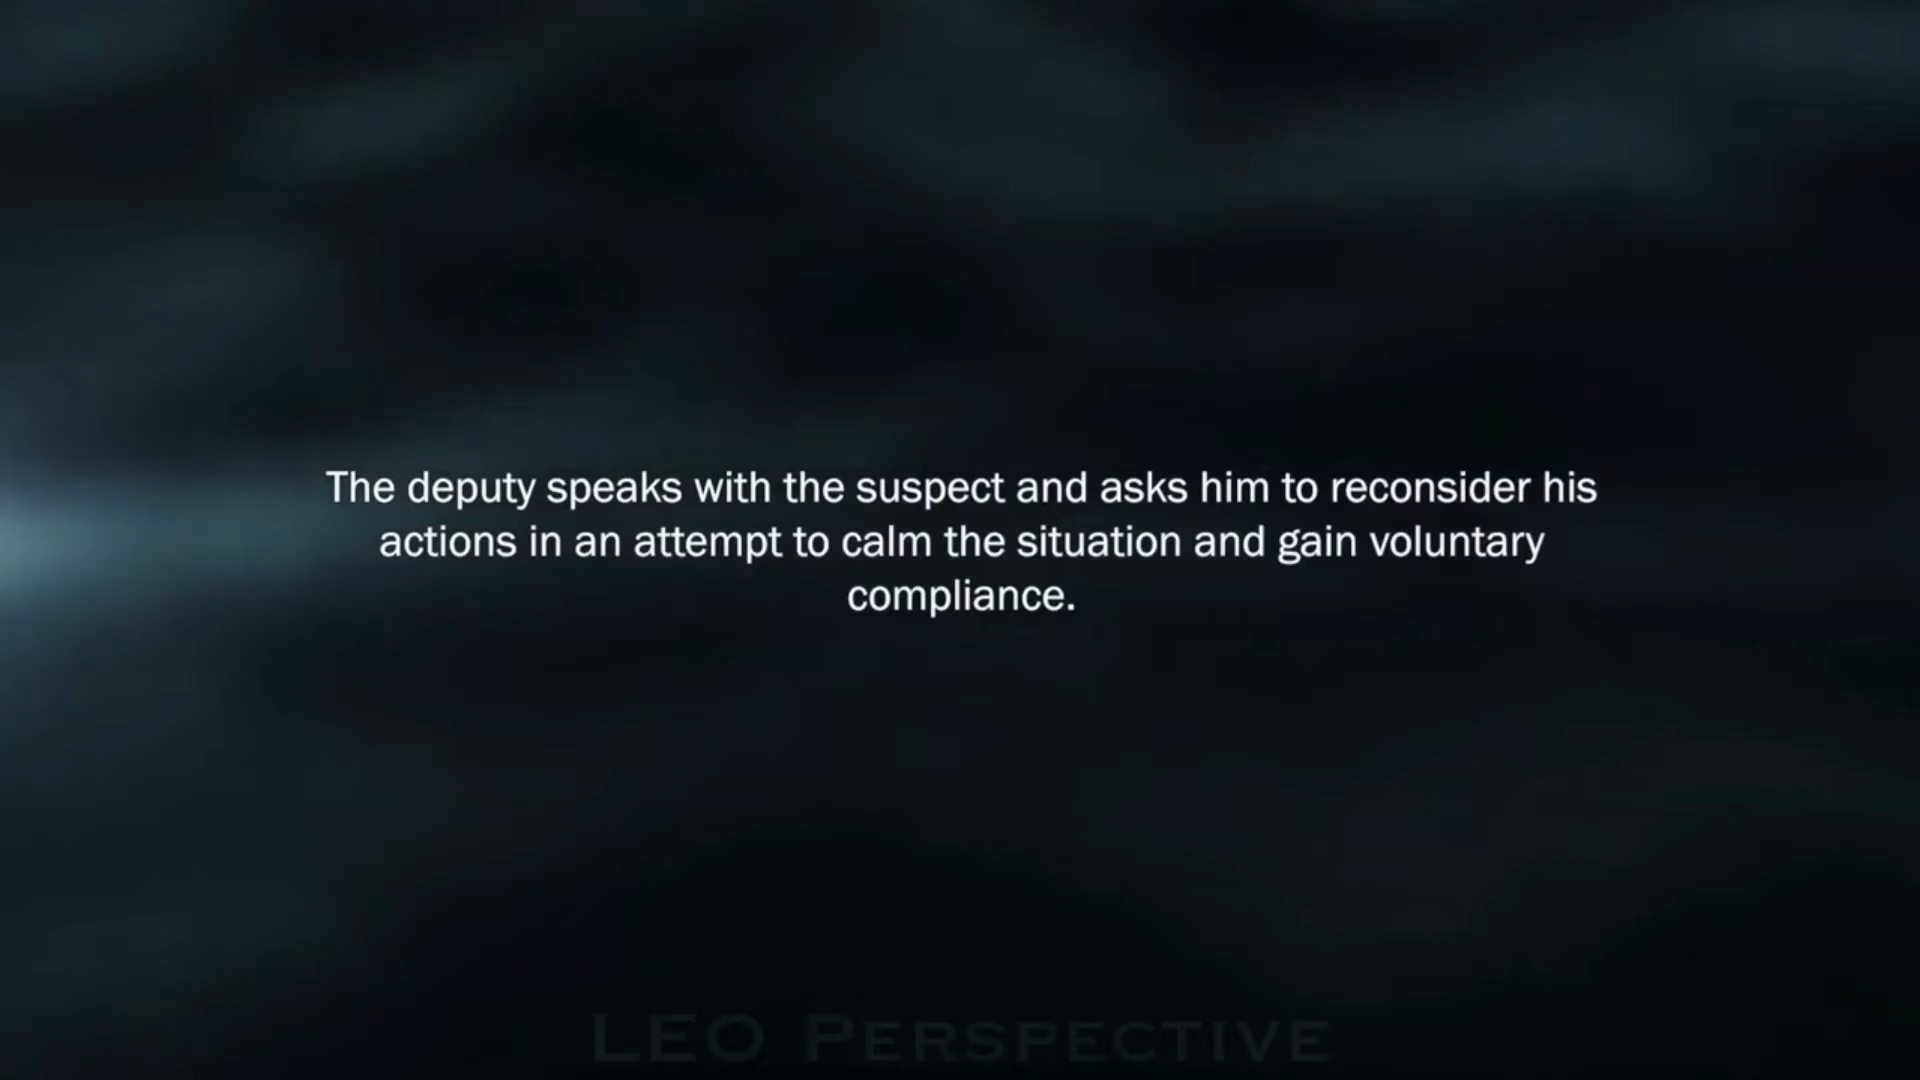 The deputy speaks with the suspect and asks him to reconsider his
actions in an attempt to calm the situation and gain voluntary
compliance.
LEO PERSPECTIVE